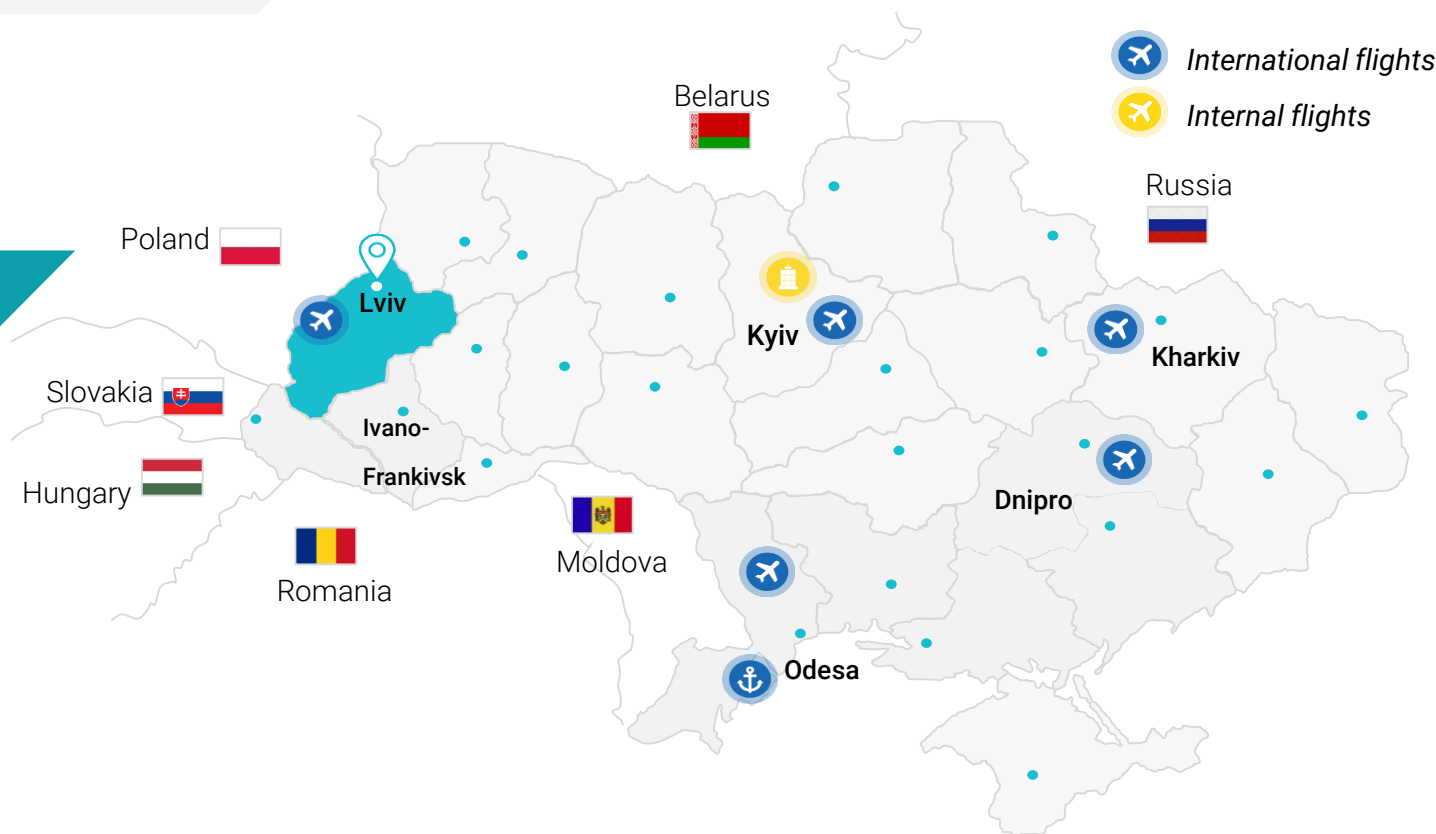 International flights
Belarus
Internal flights
Russia
Poland
Lviv
Kyiv
Kharkiv
Slovakia
Ivano-
Frankivsk
Hungary
Dnipro
Moldova
Romania
Odesa